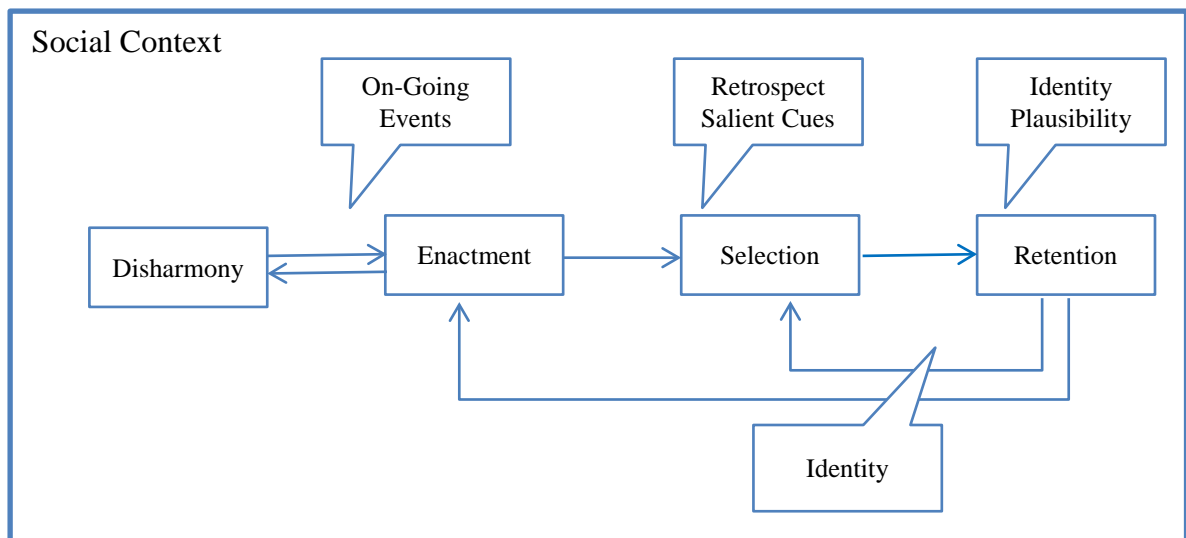 Social Context
On-Going
Events
Retrospect
Salient Cues
Identity
Plausibility
Disharmony
Enactment
Selection
Retention
Identity